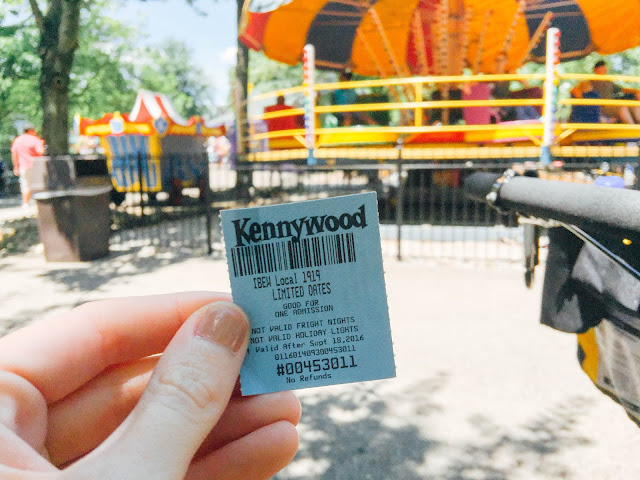 Kennywood
IBEW Local 1919
LIMITED DATES
GOOD FOR
ONE ADMISSION
NOT VALID FRIGHT NIGHTS
NOT VALID HOLIDAY LIGHTS
Valid After Sept 18,2016
011601409300453011
#00453011
No Refunds